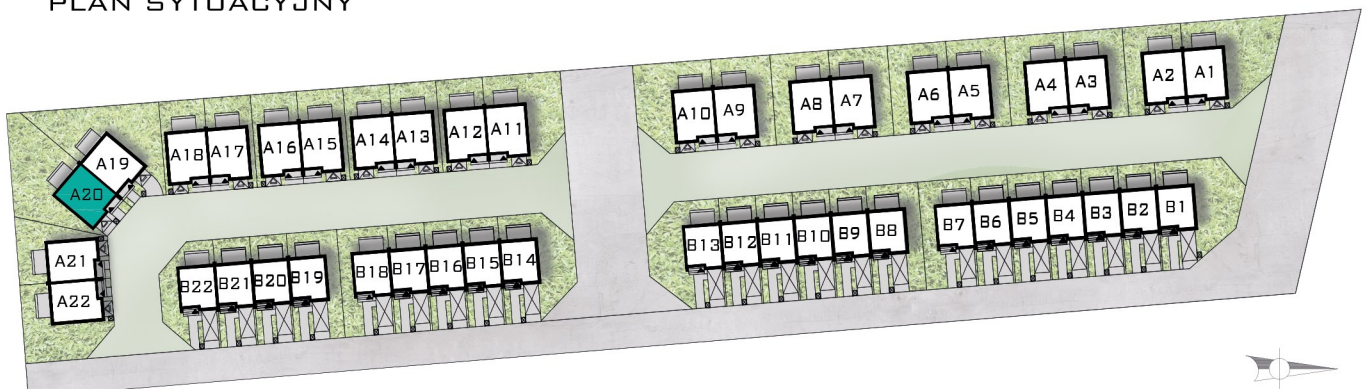 PLAN SYTUACYJNY
A18 A17 A16 A15 A14 A13 A12 A11 A10 A9 A8 A7 A6 A5 A4 A3 A2 A1
A19
A20
A21
A22
B22 B21 B20 B19 B18 B17 B16 B15 B14 B13 B12 B11 B10 B9 B8 B7 B6 B5 B4 B3 B2 B1